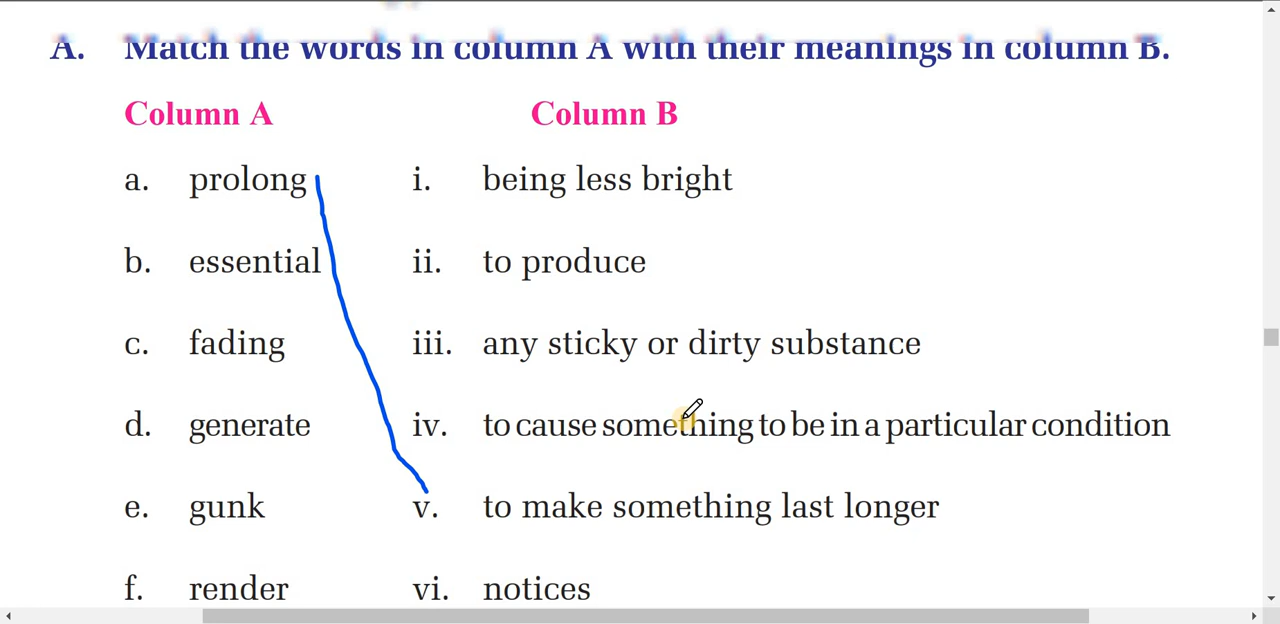 A. Match the words in column A with their meanings in column B.
Column A Column B
a. prolong i. being less bright
b. essential ii. to produce
c. fading iii. any sticky or dirty substance
d. generate iv. to cause something to be in a particular condition
e. gunk v. to make something last longer
f. render vi. notices